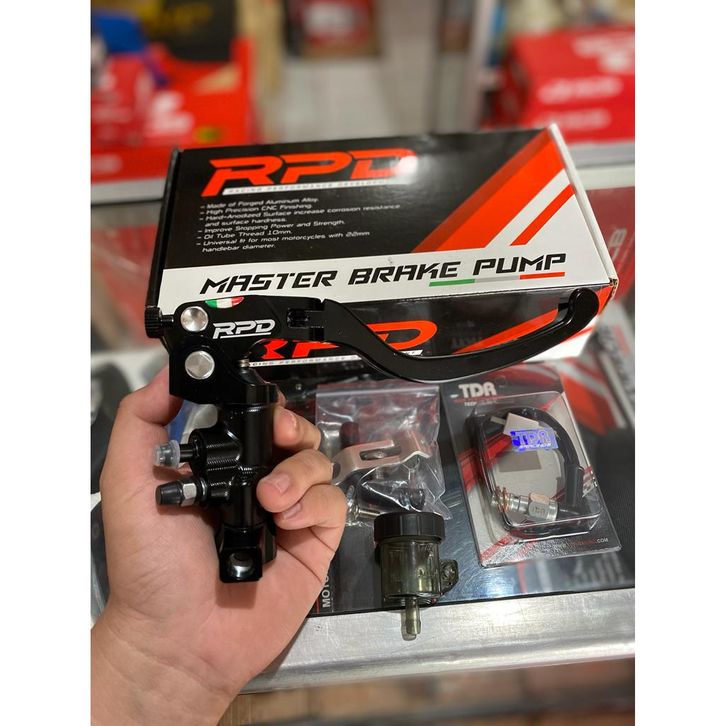 RPD
RACING PERFORMANCE
- Made of Forged Aluminum Alloy.
- High Precision CNC Finishing.
- Hard-Anodized Surface increase corrosion resistance
and surface hardness.
- Improve Stopping Power and Strength.
- Oil Tube Thread 10mm.
- Universal fit for most motorcycles with 22mm
handlebar diameter.
MASTER BRAKE PUMP
RPD
RPD
TDR
TDR